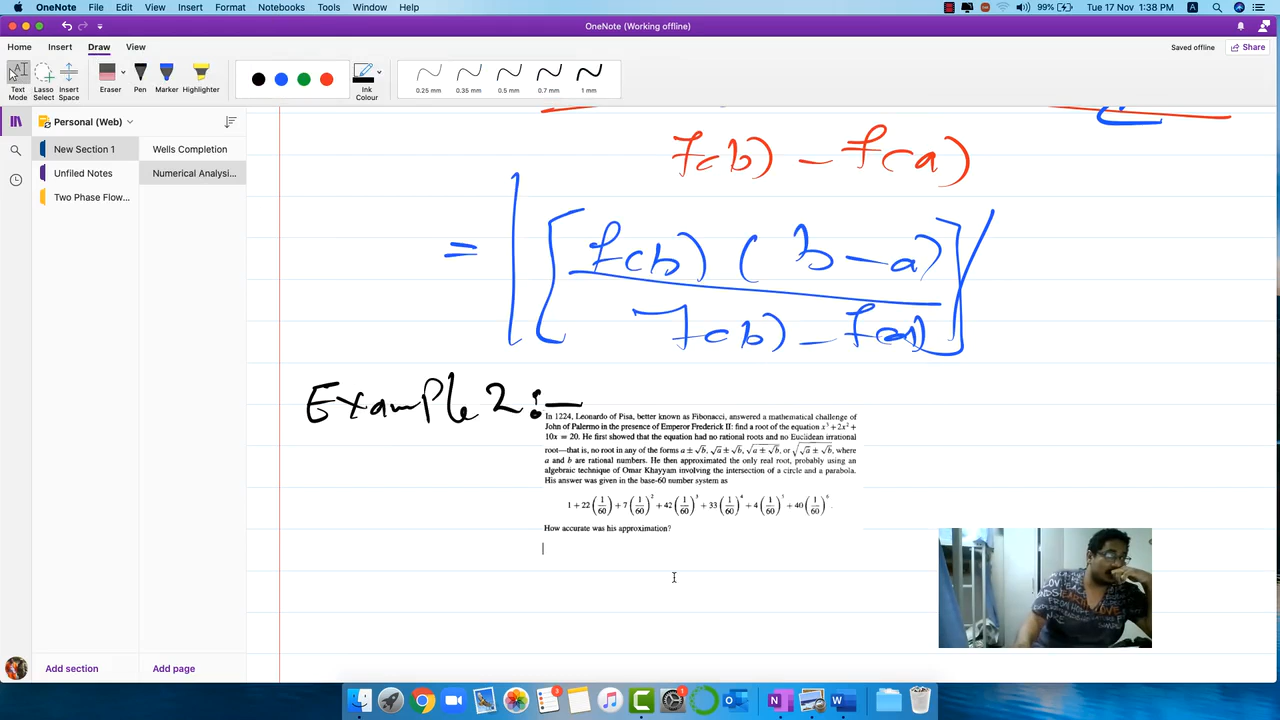 OneNote File Edit View Insert Format Notebooks Tools Window Help
99% Tue 17 Nov 1:38 PM A
OneNote (Working offline)
Home Insert Draw View
Saved offline Share
Text Mode Lasso Select Insert Space Eraser Pen Marker Highlighter Ink Colour 0.25 mm 0.35 mm 0.5 mm 0.7 mm 1 mm
Personal (Web)
New Section 1
Unfiled Notes
Two Phase Flow...
Wells Completion
Numerical Analysi...
f(b) - f(a)
= | [ f(b) (b-a) / f(b) - f(a) ] |
Example 2:-
In 1224, Leonardo of Pisa, better known as Fibonacci, answered a mathematical challenge of
John of Palermo in the presence of Emperor Frederick II: find a root of the equation x³ + 2x² +
10x = 20. He first showed that the equation had no rational roots and no Euclidean irrational
root—that is, no root in any of the forms a ± √b, √a ± √b, √(a ± √b), or √(√a ± √b), where
a and b are rational numbers. He then approximated the only real root, probably using an
algebraic technique of Omar Khayyam involving the intersection of a circle and a parabola.
His answer was given in the base-60 number system as
1 + 22 (1/60) + 7 (1/60)² + 42 (1/60)³ + 33 (1/60)⁴ + 4 (1/60)⁵ + 40 (1/60)⁶.
How accurate was his approximation?
Add section
Add page